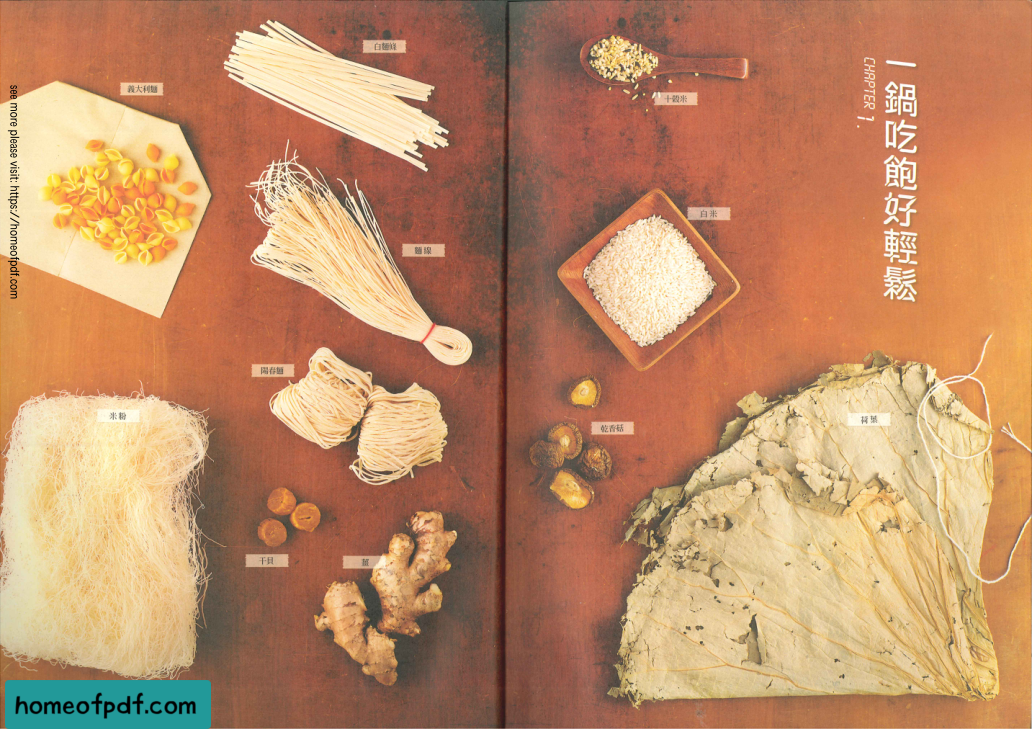 一鍋吃飽好輕鬆
CHAPTER 1.
十穀米
白米
乾香菇
荷葉
白麵線
義大利麵
麵線
陽春麵
米粉
干貝
薑
see more please visit: https://homeofpdf.com
homeofpdf.com